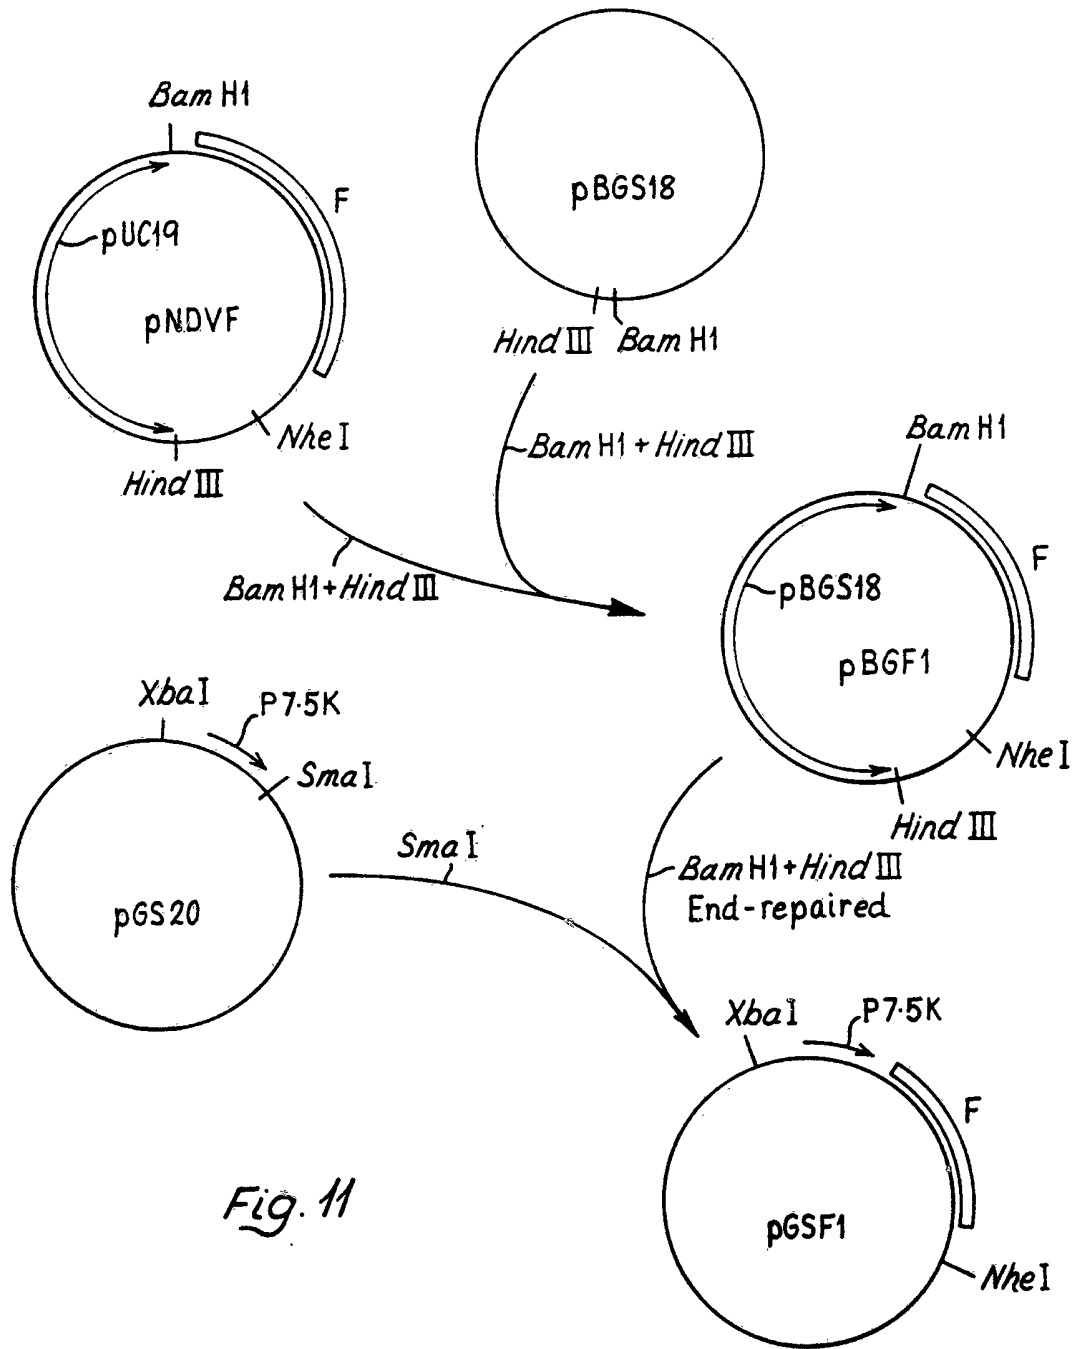 Bam H1
F
pUC19
pNDVF
Nhe I
Hind III
pBGS18
Hind III Bam H1
Bam H1 + Hind III
Bam H1+Hind III
Bam H1
F
pBGS18
pBGF1
Nhe I
Hind III
Xba I
P7·5K
Sma I
pGS20
Sma I
Bam H1+Hind III
End-repaired
Xba I
P7·5K
F
pGSF1
Nhe I
Fig. 11